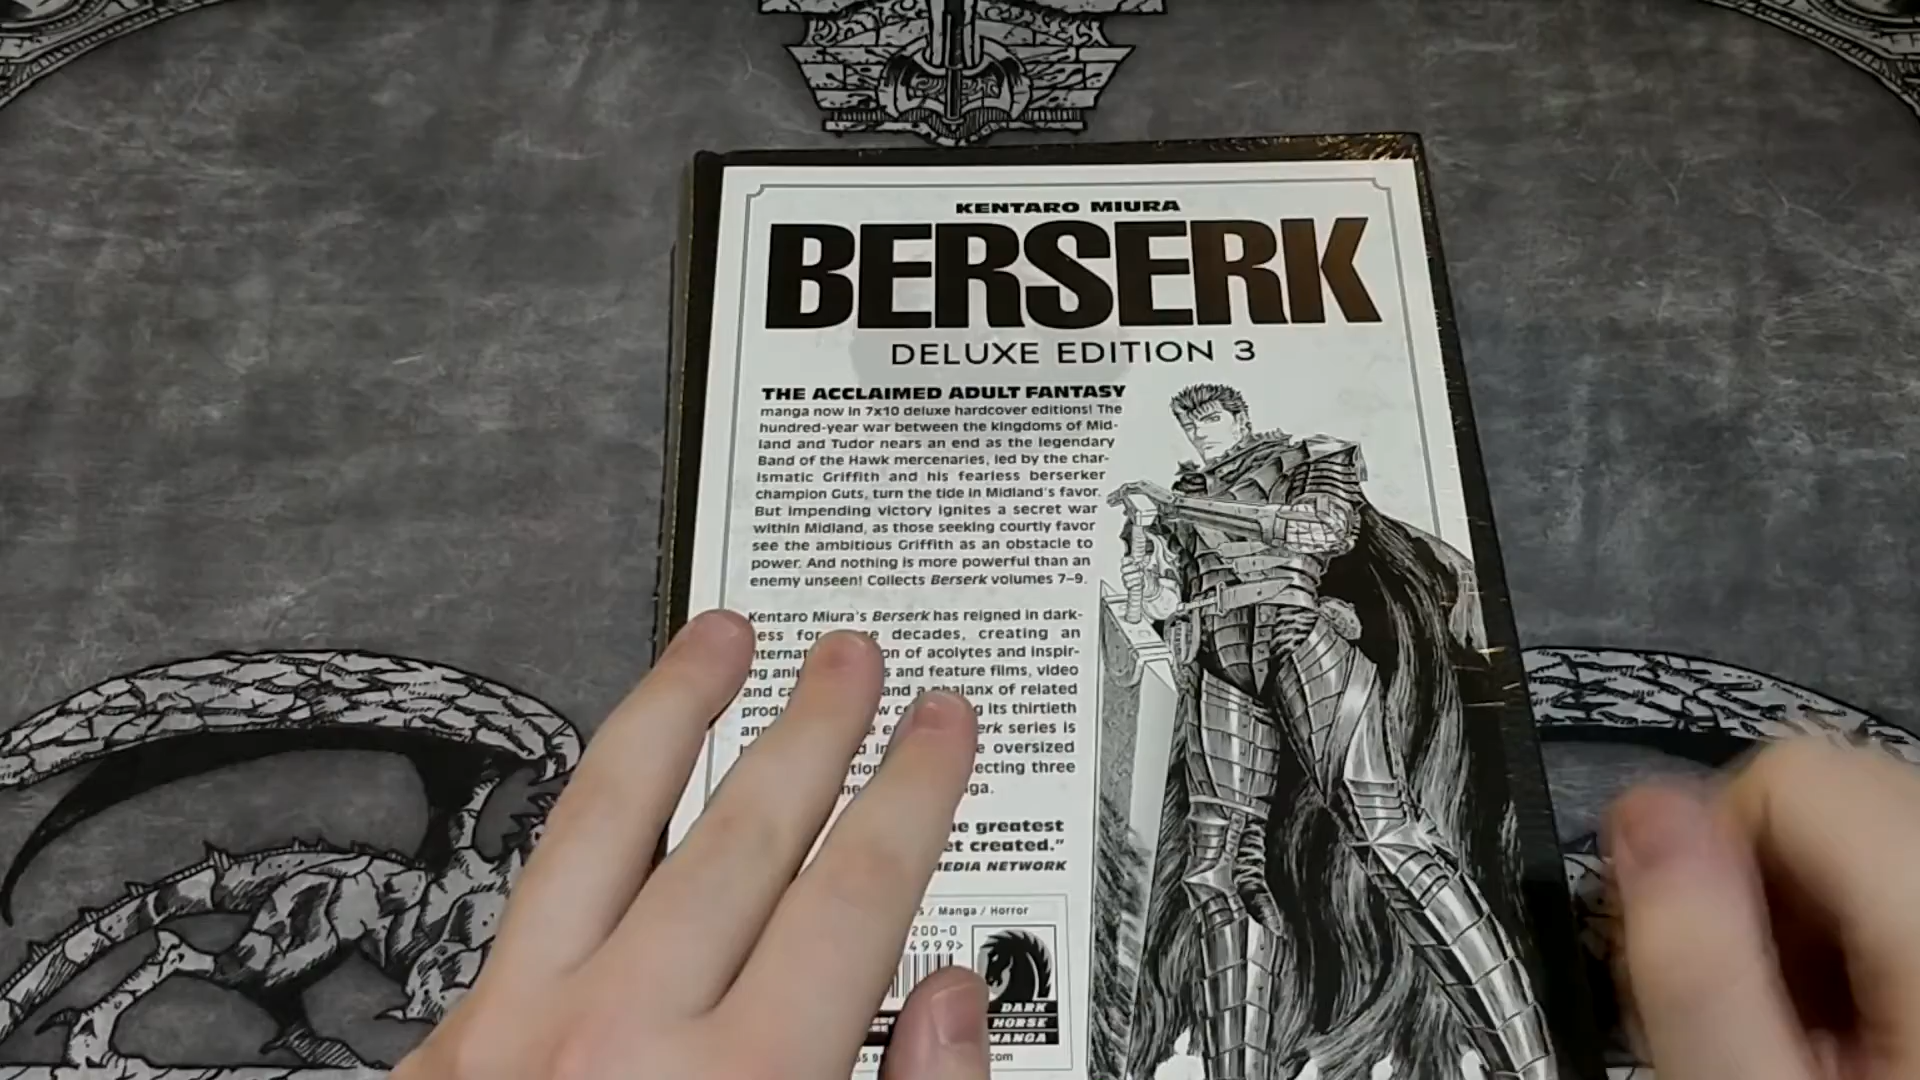 KENTARO MIURA
BERSERK
DELUXE EDITION 3
THE ACCLAIMED ADULT FANTASY
manga now in 7x10 deluxe hardcover editions! The
hundred-year war between the kingdoms of Mid-
land and Tudor nears an end as the legendary
Band of the Hawk mercenaries, led by the char-
ismatic Griffith and his fearless berserker
champion Guts, turn the tide in Midland's favor.
But impending victory ignites a secret war
within Midland, as those seeking courtly favor
see the ambitious Griffith as an obstacle to
power. And nothing is more powerful than an
enemy unseen! Collects Berserk volumes 7–9.
Kentaro Miura's Berserk has reigned in dark-
ess for decades, creating an
on of acolytes and inspir-
and feature films, video
and a phalanx of related
its thirtieth
series is
oversized
ecting three
greatest
created."
MEDIA NETWORK
/ Manga / Horror
200-0
4999>
DARK
HORSE
MANGA
com